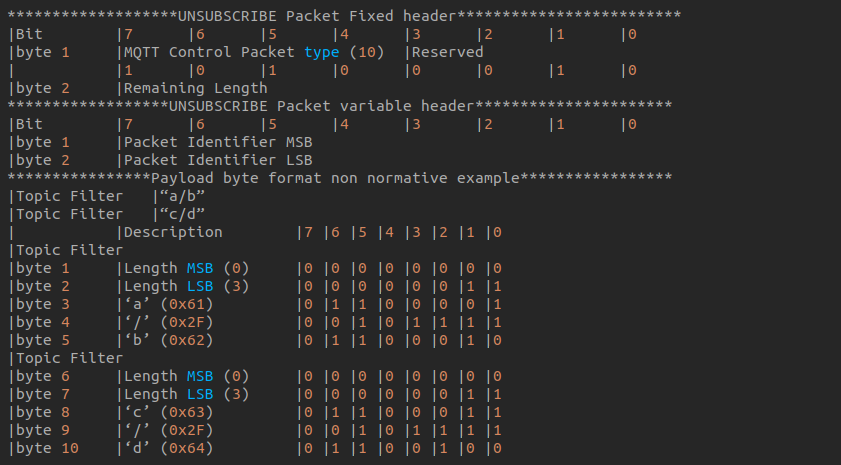 *******************UNSUBSCRIBE Packet Fixed header*************************
|Bit        |7      |6      |5      |4      |3      |2      |1      |0
|byte 1     |MQTT Control Packet type (10)  |Reserved
|           |1      |0      |1      |0      |0      |0      |1      |0
|byte 2     |Remaining Length
******************UNSUBSCRIBE Packet variable header**********************
|Bit        |7      |6      |5      |4      |3      |2      |1      |0
|byte 1     |Packet Identifier MSB
|byte 2     |Packet Identifier LSB
****************Payload byte format non normative example*****************
|Topic Filter   |“a/b”
|Topic Filter   |“c/d”
|           |Description        |7 |6 |5 |4 |3 |2 |1 |0
|Topic Filter
|byte 1     |Length MSB (0)     |0 |0 |0 |0 |0 |0 |0 |0
|byte 2     |Length LSB (3)     |0 |0 |0 |0 |0 |0 |1 |1
|byte 3     |‘a’ (0x61)         |0 |1 |1 |0 |0 |0 |0 |1
|byte 4     |‘/’ (0x2F)         |0 |0 |1 |0 |1 |1 |1 |1
|byte 5     |‘b’ (0x62)         |0 |1 |1 |0 |0 |0 |1 |0
|Topic Filter
|byte 6     |Length MSB (0)     |0 |0 |0 |0 |0 |0 |0 |0
|byte 7     |Length LSB (3)     |0 |0 |0 |0 |0 |0 |1 |1
|byte 8     |‘c’ (0x63)         |0 |1 |1 |0 |0 |0 |1 |1
|byte 9     |‘/’ (0x2F)         |0 |0 |1 |0 |1 |1 |1 |1
|byte 10    |‘d’ (0x64)         |0 |1 |1 |0 |0 |1 |0 |0